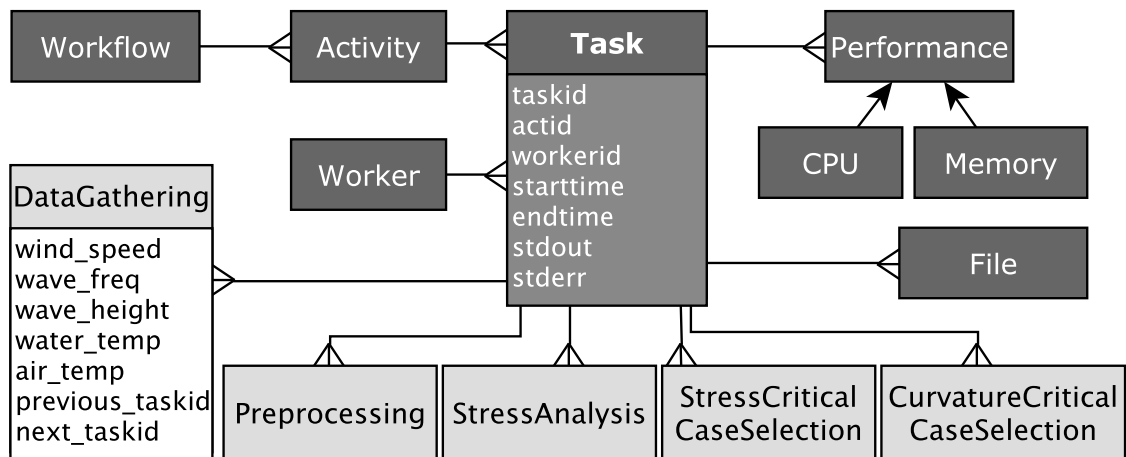 Workflow
Activity
Task
Performance
taskid
actid
workerid
starttime
endtime
stdout
stderr
CPU
Memory
Worker
DataGathering
wind_speed
wave_freq
wave_height
water_temp
air_temp
previous_taskid
next_taskid
File
Preprocessing
StressAnalysis
StressCritical
CaseSelection
CurvatureCritical
CaseSelection